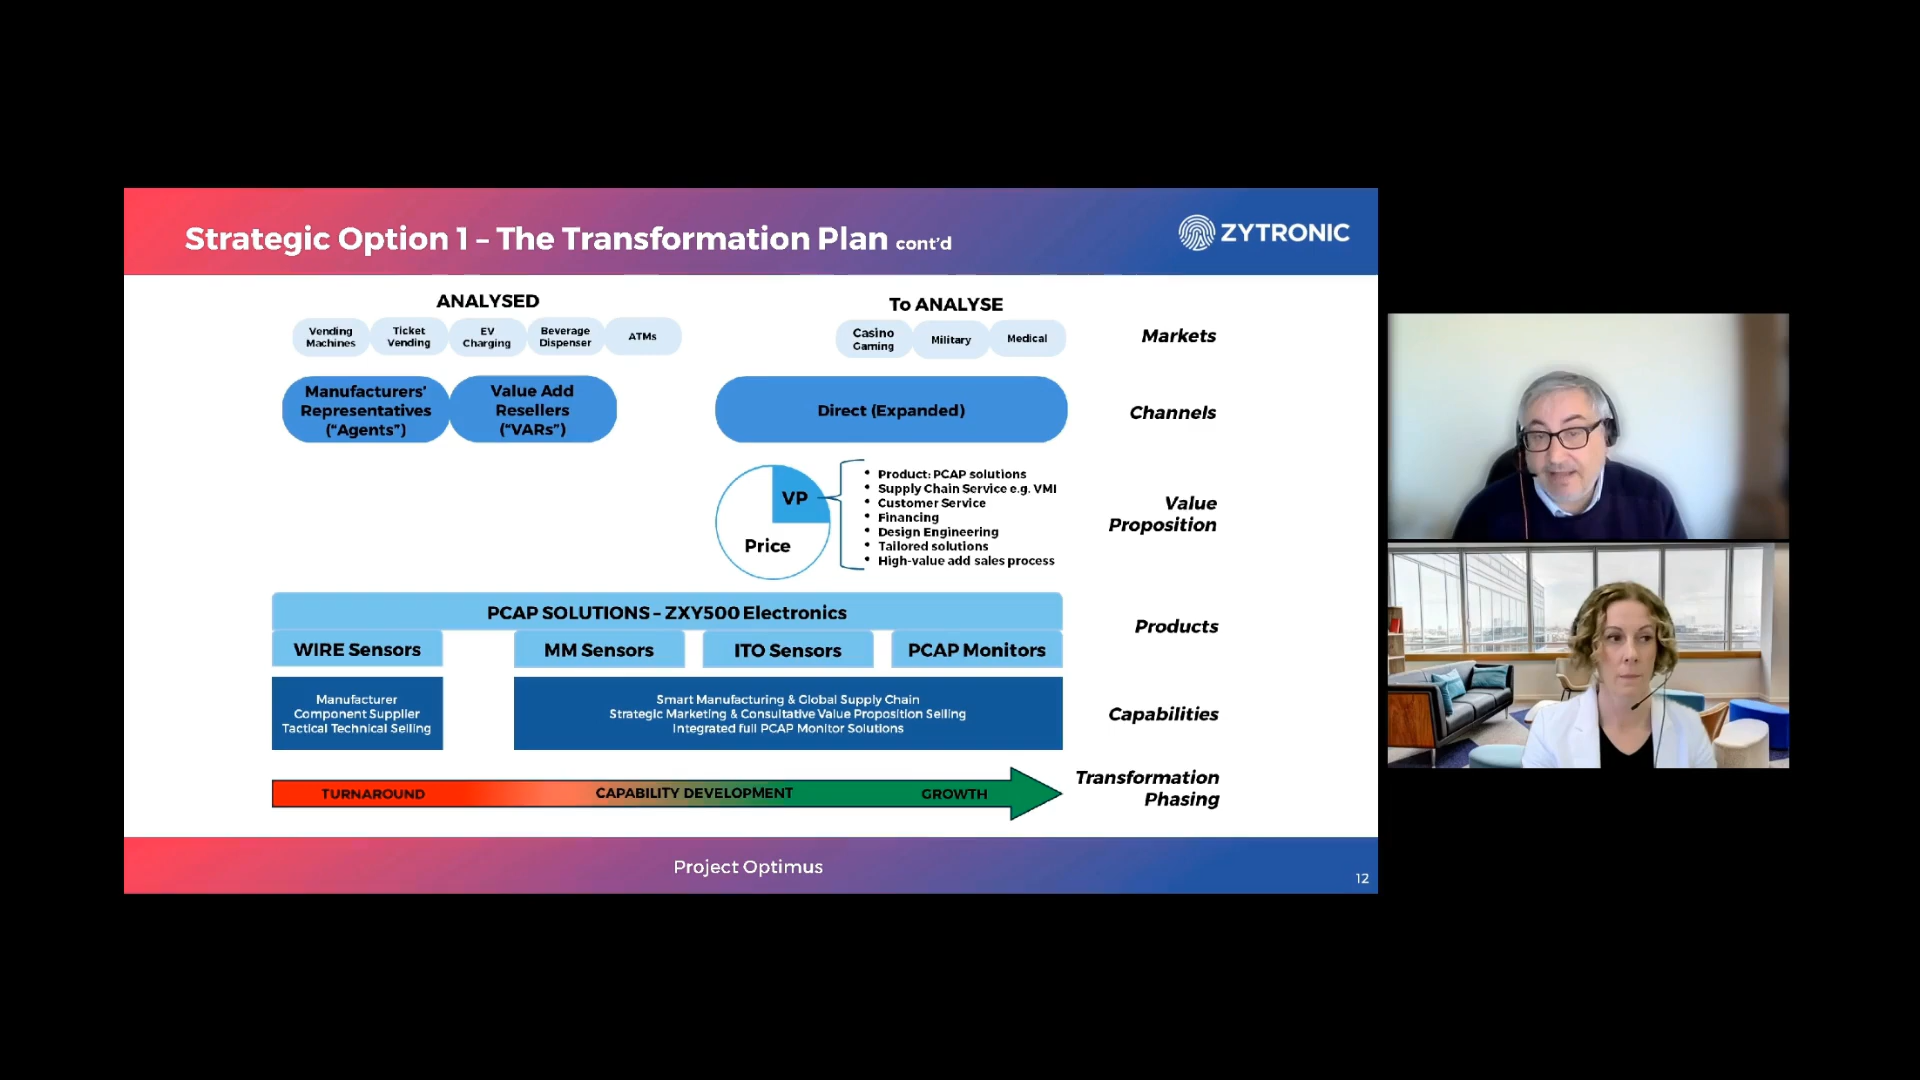 Strategic Option 1 – The Transformation Plan cont'd
ZYTRONIC
ANALYSED
To ANALYSE
Vending
Machines
Ticket
Vending
EV
Charging
Beverage
Dispenser
ATMs
Casino
Gaming
Military
Medical
Markets
Manufacturers'
Representatives
("Agents")
Value Add
Resellers
("VARs")
Direct (Expanded)
Channels
VP
Price
• Product: PCAP solutions
• Supply Chain Service e.g. VMI
• Customer Service
• Financing
• Design Engineering
• Tailored solutions
• High-value add sales process
Value
Proposition
PCAP SOLUTIONS – ZXY500 Electronics
WIRE Sensors
MM Sensors
ITO Sensors
PCAP Monitors
Products
Manufacturer
Component Supplier
Tactical Technical Selling
Smart Manufacturing & Global Supply Chain
Strategic Marketing & Consultative Value Proposition Selling
Integrated full PCAP Monitor Solutions
Capabilities
TURNAROUND
CAPABILITY DEVELOPMENT
GROWTH
Transformation
Phasing
Project Optimus
12